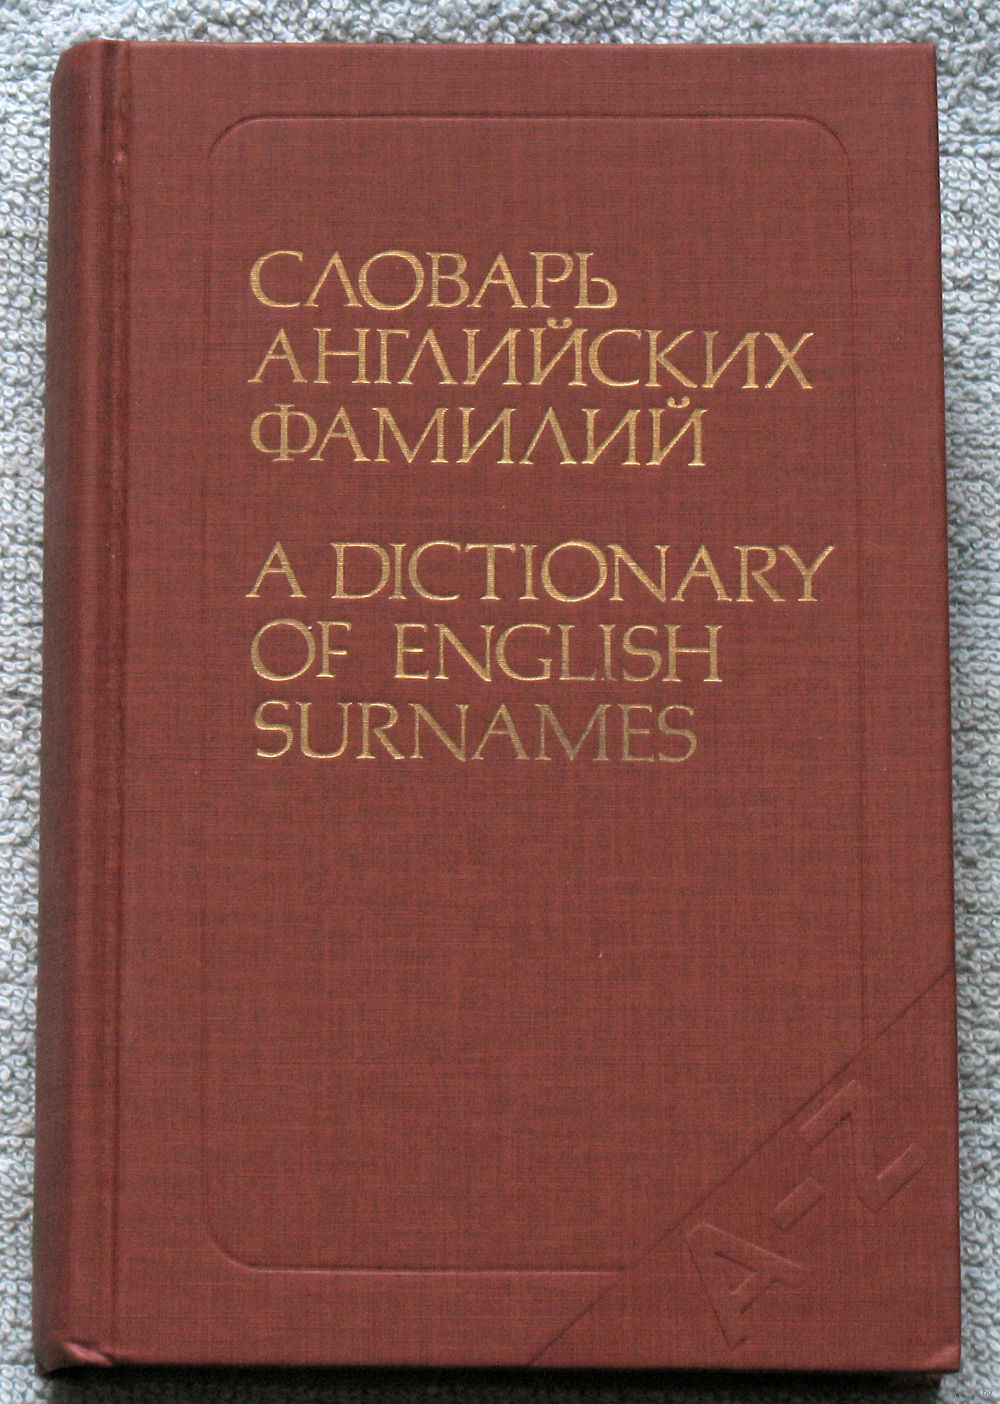 СЛОВАРЬ
АНГЛИЙСКИХ
ФАМИЛИЙ
A DICTIONARY
OF ENGLISH
SURNAMES
A-Z